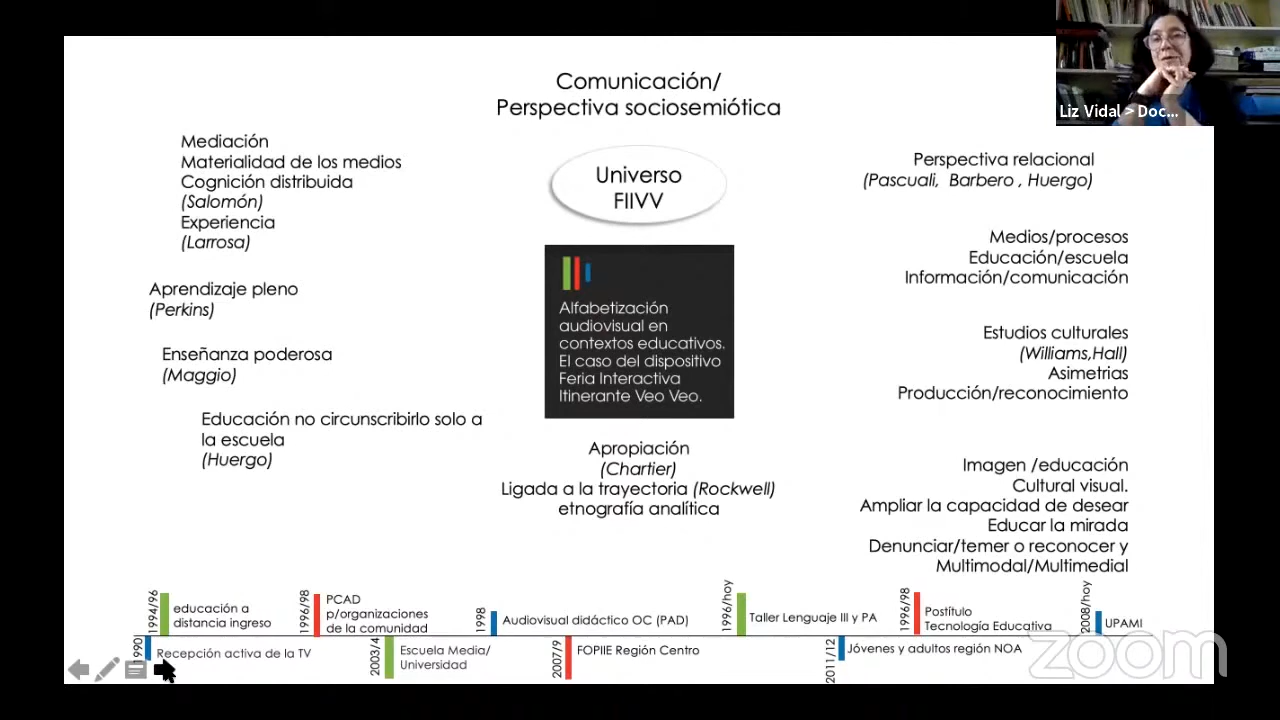 Comunicación/
Perspectiva sociosemiótica
Liz Vidal > Doc...
Mediación
Materialidad de los medios
Cognición distribuida
(Salomón)
Experiencia
(Larrosa)
Aprendizaje pleno
(Perkins)
Enseñanza poderosa
(Maggio)
Educación no circunscribirlo solo a
la escuela
(Huergo)
Universo
FIIVV
Alfabetización
audiovisual en
contextos educativos.
El caso del dispositivo
Feria Interactiva
Itinerante Veo Veo.
Apropiación
(Chartier)
Ligada a la trayectoria (Rockwell)
etnografía analítica
Perspectiva relacional
(Pascuali, Barbero , Huergo)
Medios/procesos
Educación/escuela
Información/comunicación
Estudios culturales
(Williams,Hall)
Asimetrias
Producción/reconocimiento
Imagen /educación
Cultural visual.
Ampliar la capacidad de desear
Educar la mirada
Denunciar/temer o reconocer y
Multimodal/Multimedial
1994/96
educación a
distancia ingreso
1996/98
PCAD
p/organizaciones
de la comunidad
1998
Audiovisual didáctico OC (PAD)
1996/hoy
Taller Lenguaje III y PA
1996/98
Postítulo
Tecnología Educativa
2008/hoy
UPAMI
1990
Recepción activa de la TV
2003/4
Escuela Media/
Universidad
2007/9
FOPIIE Región Centro
2011/12
Jóvenes y adultos región NOA
zoom